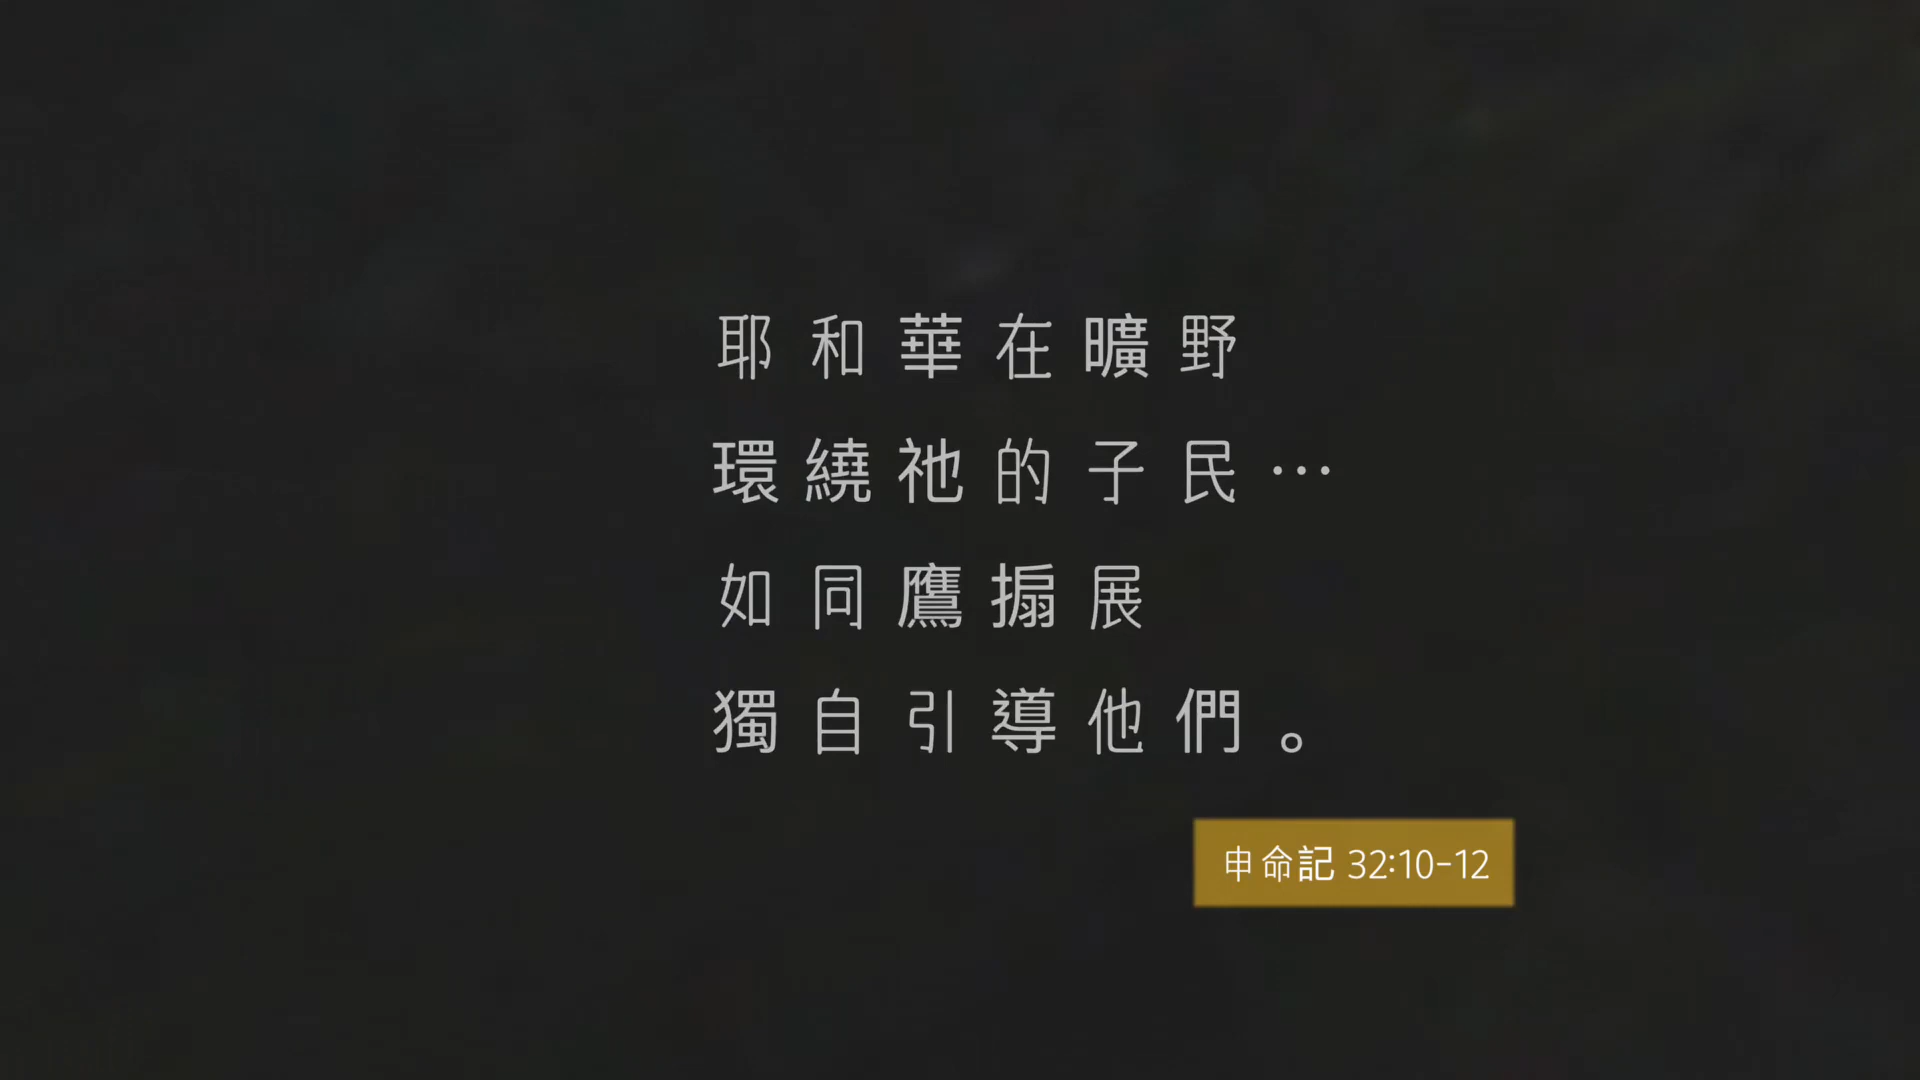 耶和華在曠野
環繞祂的子民…
如同鷹搧展
獨自引導他們。
申命記 32:10-12